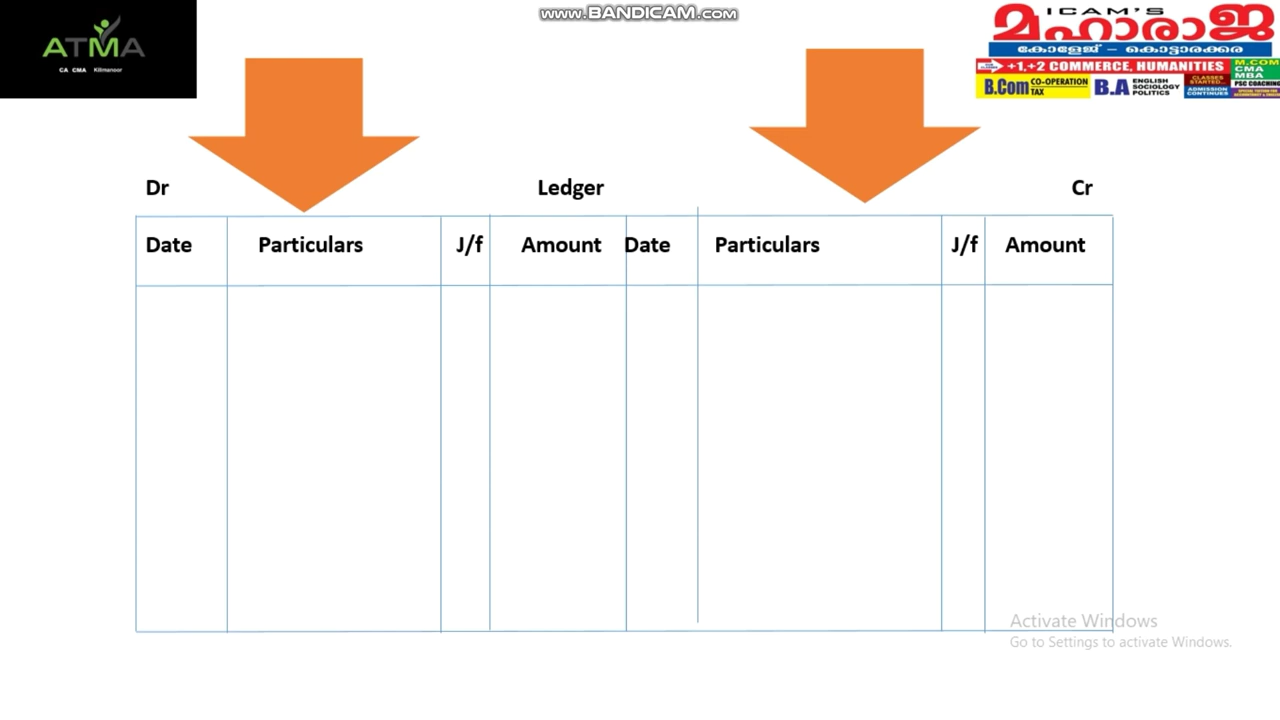 www.BANDICAM.com
ATMA
CA CMA Kilimanoor
ICAM'S
മഹാരാജ
കോളേജ് - കൊട്ടാരക്കര
+1,+2 COMMERCE, HUMANITIES
M.COM
CMA
MBA
B.Com CO-OPERATION
TAX
B.A ENGLISH
SOCIOLOGY
POLITICS
CLASSES
STARTED...
ADMISSION
CONTINUES
PSC COACHING
Dr Ledger Cr
Date Particulars J/f Amount Date Particulars J/f Amount
Activate Windows
Go to Settings to activate Windows.